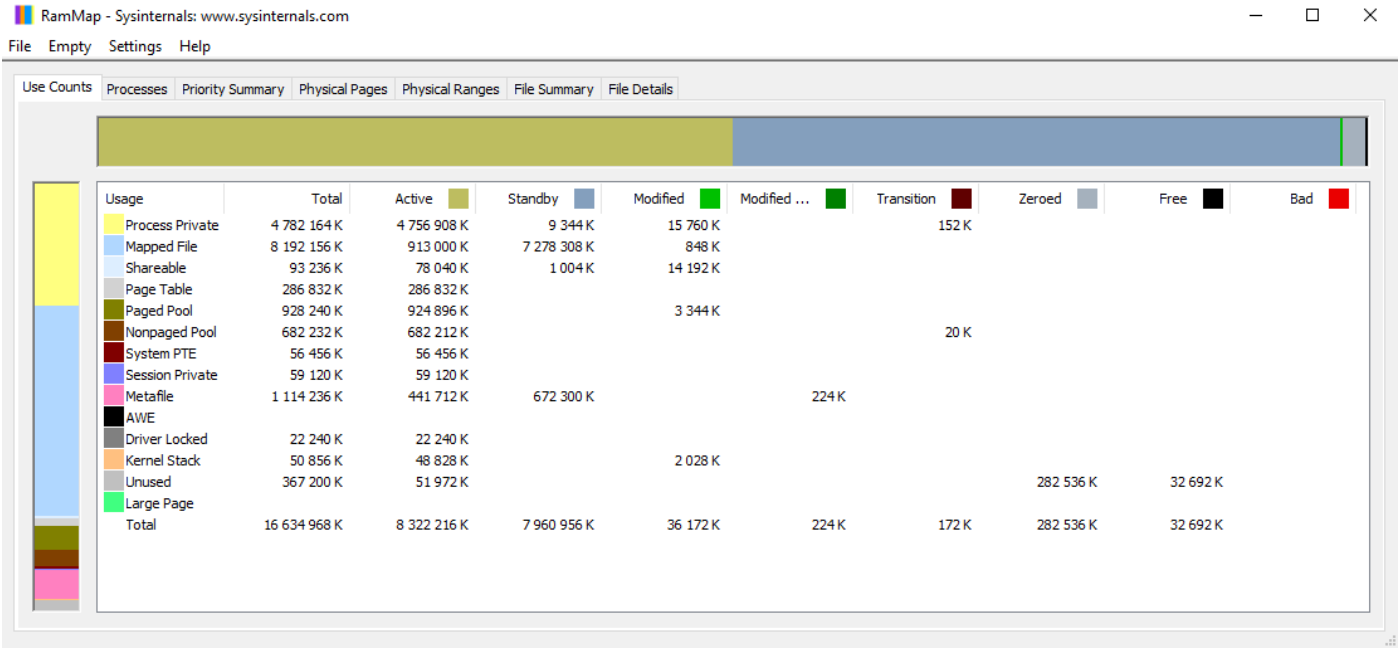 RamMap - Sysinternals: www.sysinternals.com
File Empty Settings Help
Use Counts Processes Priority Summary Physical Pages Physical Ranges File Summary File Details
Usage Total Active Standby Modified Modified ... Transition Zeroed Free Bad
Process Private 4 782 164 K 4 756 908 K 9 344 K 15 760 K 152 K
Mapped File 8 192 156 K 913 000 K 7 278 308 K 848 K
Shareable 93 236 K 78 040 K 1 004 K 14 192 K
Page Table 286 832 K 286 832 K
Paged Pool 928 240 K 924 896 K 3 344 K
Nonpaged Pool 682 232 K 682 212 K 20 K
System PTE 56 456 K 56 456 K
Session Private 59 120 K 59 120 K
Metafile 1 114 236 K 441 712 K 672 300 K 224 K
AWE
Driver Locked 22 240 K 22 240 K
Kernel Stack 50 856 K 48 828 K 2 028 K
Unused 367 200 K 51 972 K 282 536 K 32 692 K
Large Page
Total 16 634 968 K 8 322 216 K 7 960 956 K 36 172 K 224 K 172 K 282 536 K 32 692 K